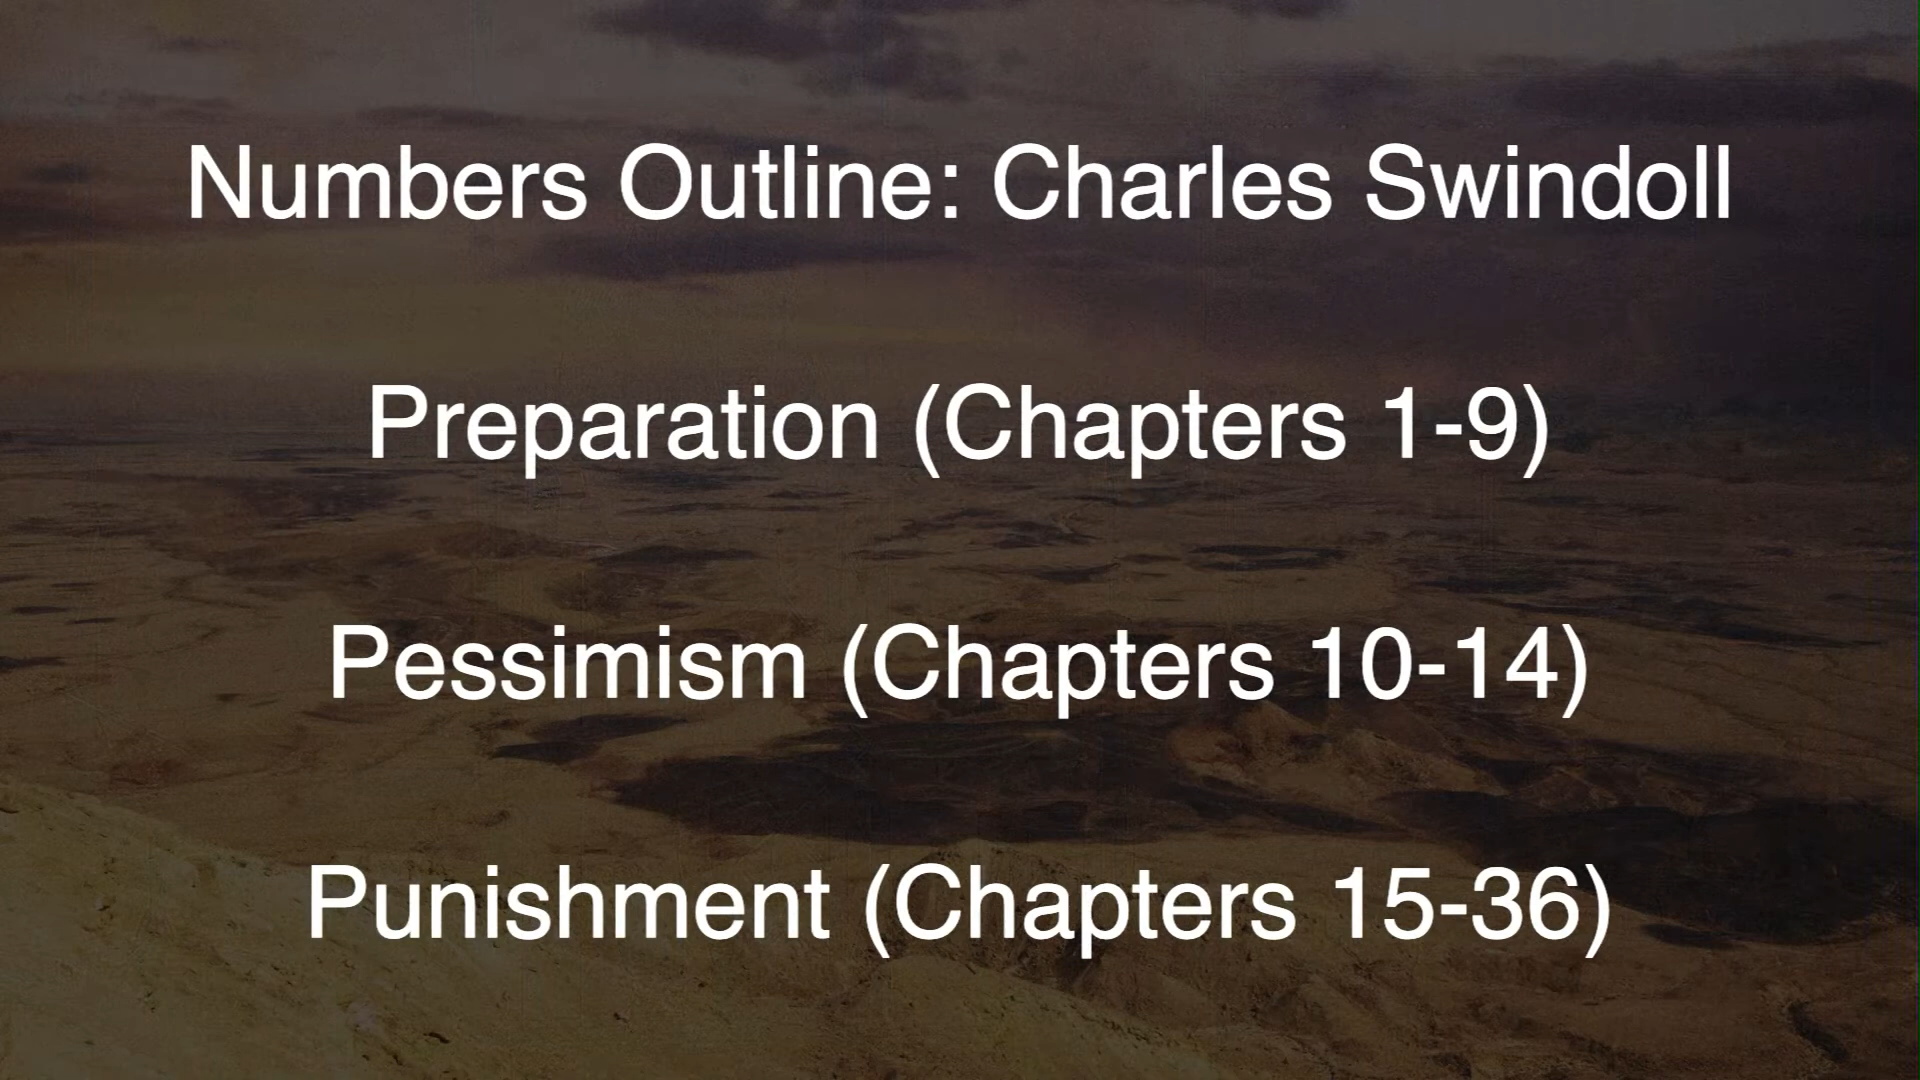 Numbers Outline: Charles Swindoll
Preparation (Chapters 1-9)
Pessimism (Chapters 10-14)
Punishment (Chapters 15-36)